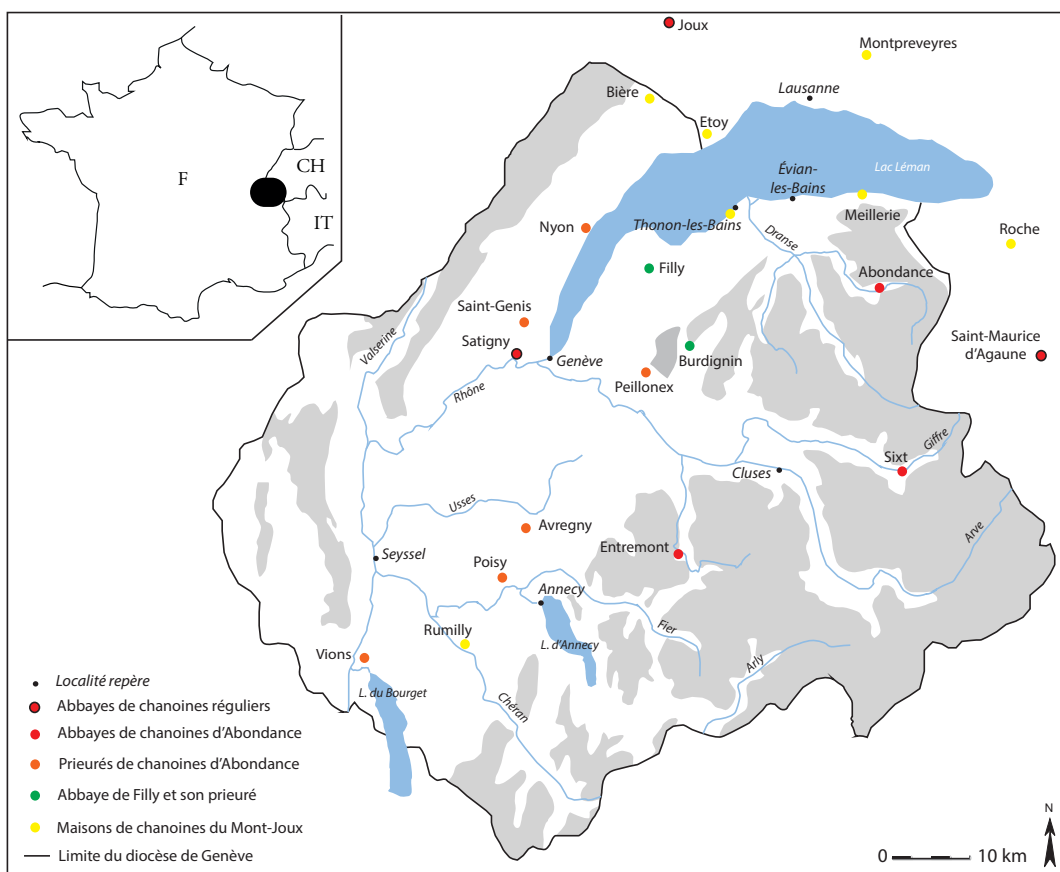 F
CH
IT
Joux
Montpreveyres
Bière
Lausanne
Etoy
Lac Léman
Évian-
les-Bains
Meillerie
Thonon-les-Bains
Nyon
Dranse
Roche
Filly
Abondance
Saint-Genis
Valserine
Satigny
Genève
Burdignin
Saint-Maurice
d'Agaune
Peillonex
Rhône
Giffre
Sixt
Cluses
Usses
Avregny
Arve
Entremont
Seyssel
Poisy
Annecy
Fier
Rumilly
L. d'Annecy
Vions
Arly
L. du Bourget
Chéran
Localité repère
Abbayes de chanoines réguliers
Abbayes de chanoines d'Abondance
Prieurés de chanoines d'Abondance
Abbaye de Filly et son prieuré
Maisons de chanoines du Mont-Joux
Limite du diocèse de Genève
0 10 km
N